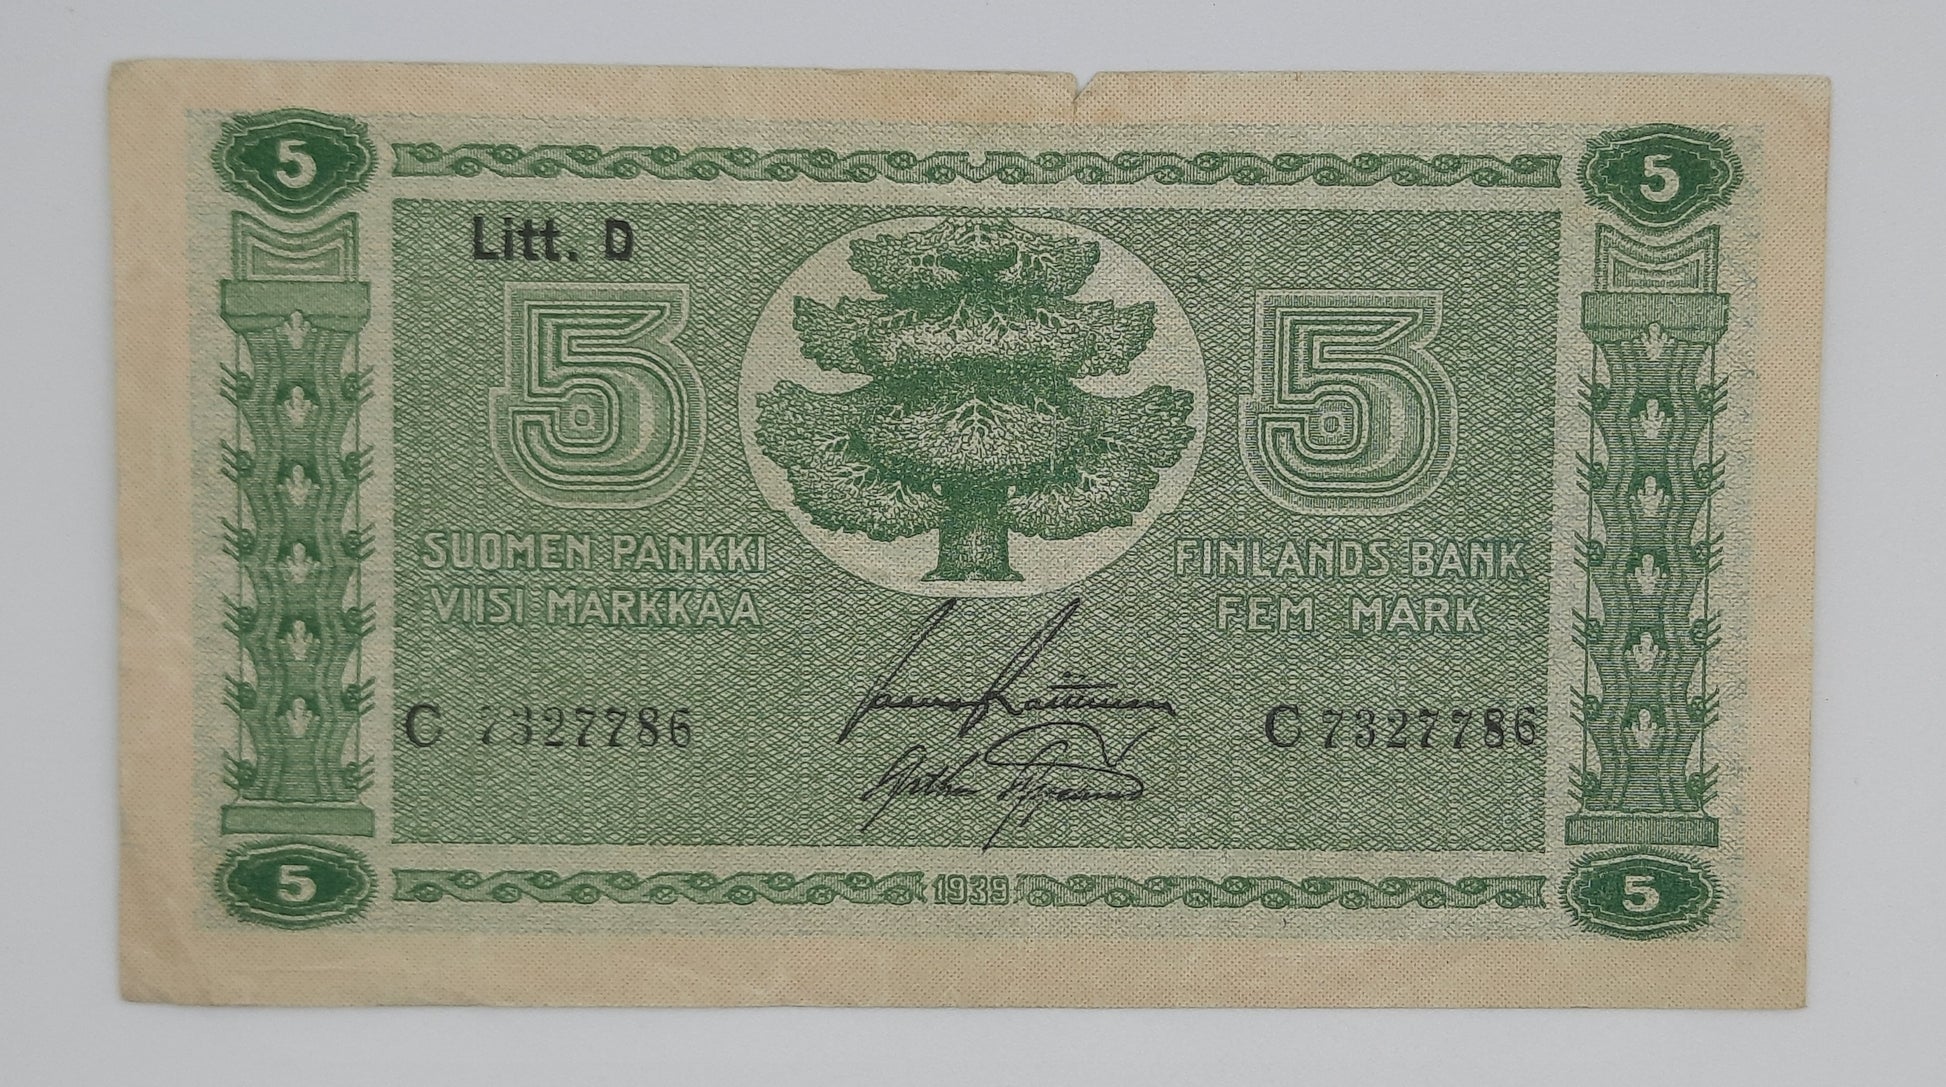 5 5
Litt. D
5 5
SUOMEN PANKKI
VIISI MARKKAA
FINLANDS BANK
FEM MARK
C 7327786
C 7327786
5 1939 5